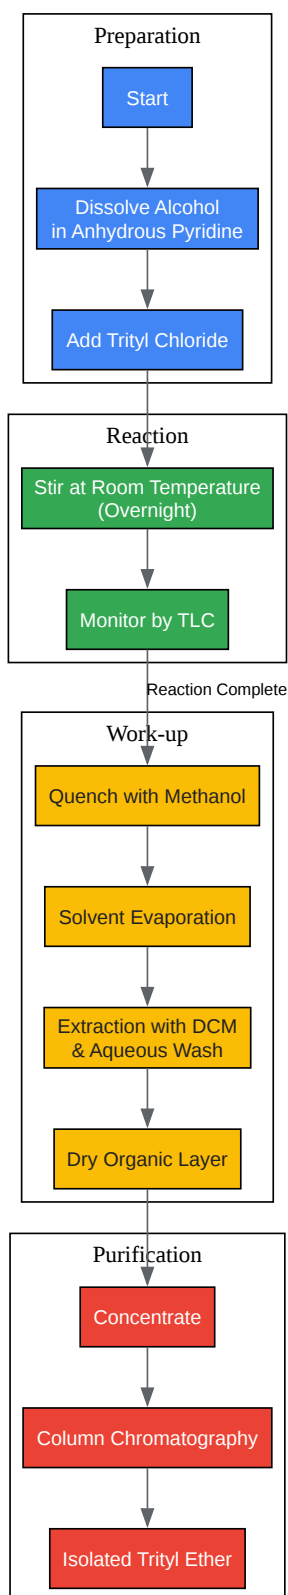 Preparation
Start
Dissolve Alcohol
in Anhydrous Pyridine
Add Trityl Chloride
Reaction
Stir at Room Temperature
(Overnight)
Monitor by TLC
Reaction Complete
Work-up
Quench with Methanol
Solvent Evaporation
Extraction with DCM
& Aqueous Wash
Dry Organic Layer
Purification
Concentrate
Column Chromatography
Isolated Trityl Ether